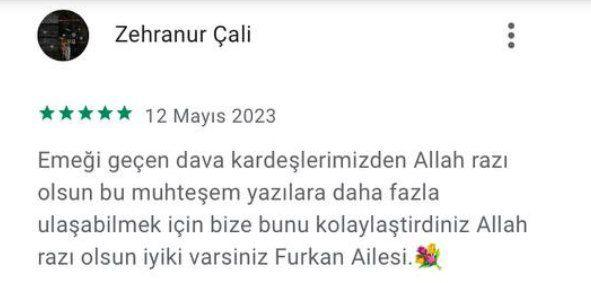 Zehranur Çali
12 Mayıs 2023
Emeği geçen dava kardeşlerimizden Allah razı
olsun bu muhteşem yazılara daha fazla
ulaşabilmek için bize bunu kolaylaştirdiniz Allah
razı olsun iyiki varsiniz Furkan Ailesi.💐